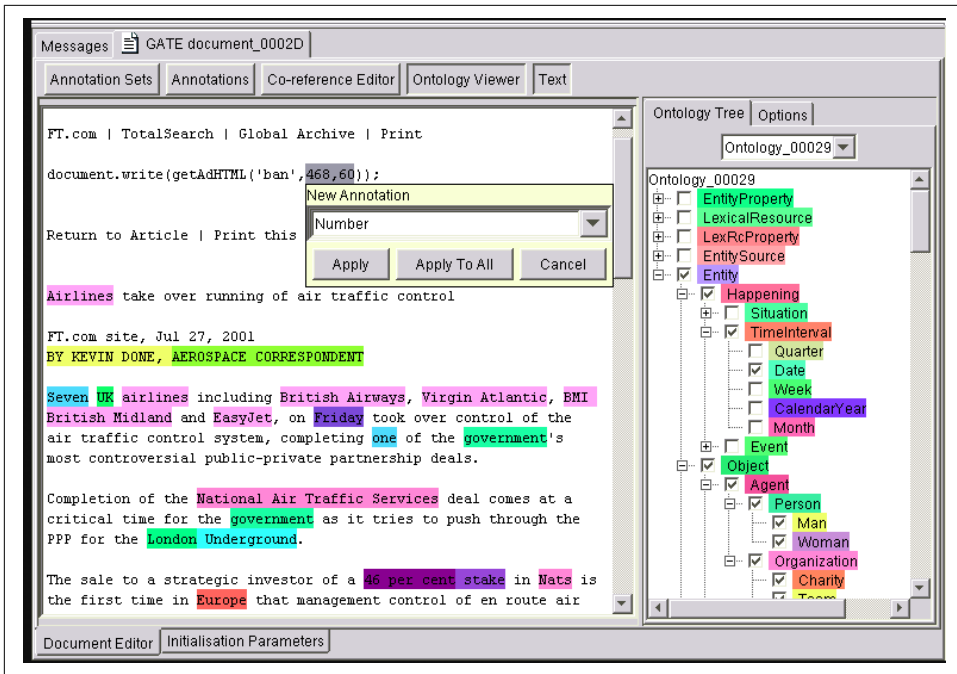 Messages GATE document_0002D
Annotation Sets Annotations Co-reference Editor Ontology Viewer Text
FT.com | TotalSearch | Global Archive | Print
document.write(getAdHTML('ban',468,60));
New Annotation
Number
Return to Article | Print this
Apply Apply To All Cancel
Airlines take over running of air traffic control
FT.com site, Jul 27, 2001
BY KEVIN DONE, AEROSPACE CORRESPONDENT
Seven UK airlines including British Airways, Virgin Atlantic, BMI
British Midland and EasyJet, on Friday took over control of the
air traffic control system, completing one of the government's
most controversial public-private partnership deals.
Completion of the National Air Traffic Services deal comes at a
critical time for the government as it tries to push through the
PPP for the London Underground.
The sale to a strategic investor of a 46 per cent stake in Nats is
the first time in Europe that management control of en route air
Ontology Tree Options
Ontology_00029
Ontology_00029
EntityProperty
LexicalResource
LexRcProperty
EntitySource
Entity
Happening
Situation
TimeInterval
Quarter
Date
Week
CalendarYear
Month
Event
Object
Agent
Person
Man
Woman
Organization
Charity
Team
Document Editor Initialisation Parameters